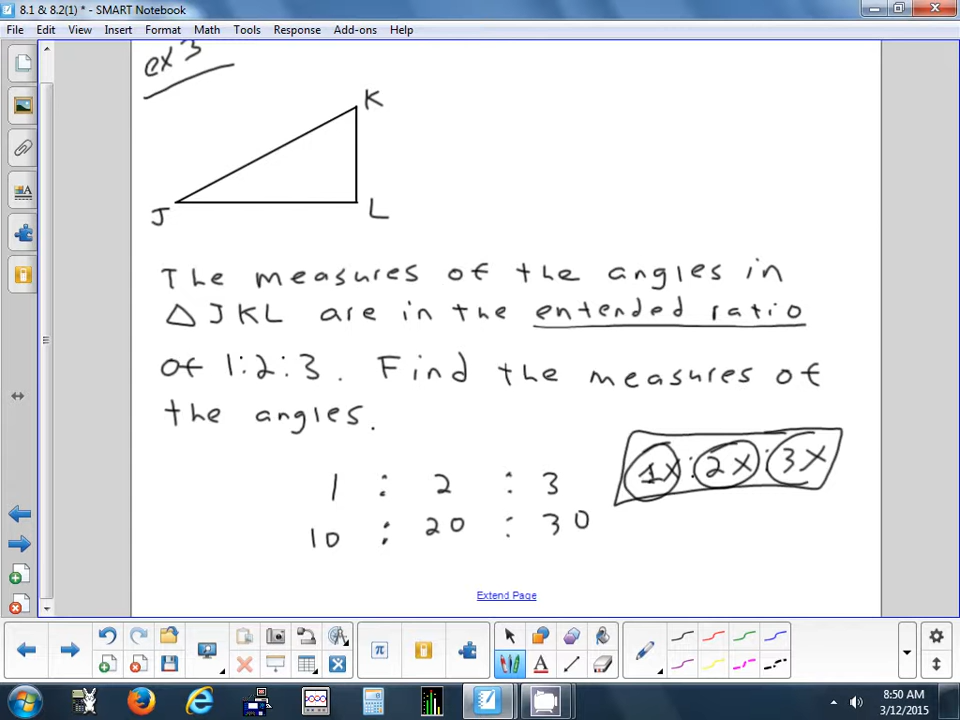 8.1 & 8.2(1) * - SMART Notebook
File Edit View Insert Format Math Tools Response Add-ons Help
ex 3
K
J
L
The measures of the angles in
△JKL are in the extended ratio
of 1:2:3. Find the measures of
the angles.
1x : 2x : 3x
1 : 2 : 3
10 : 20 : 30
Extend Page
8:50 AM
3/12/2015